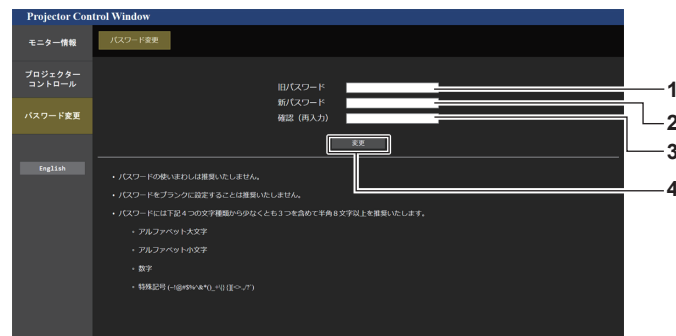 Projector Control Window
モニター情報
パスワード変更
プロジェクター
コントロール
パスワード変更
English
旧パスワード
新パスワード
確認（再入力）
変更
1
2
3
4
• パスワードの使いまわしは推奨いたしません。
• パスワードをブランクに設定することは推奨いたしません。
• パスワードには下記４つの文字種類から少なくとも３つを含めて半角８文字以上を推奨いたします。
◦ アルファベット大文字
◦ アルファベット小文字
◦ 数字
◦ 特殊記号